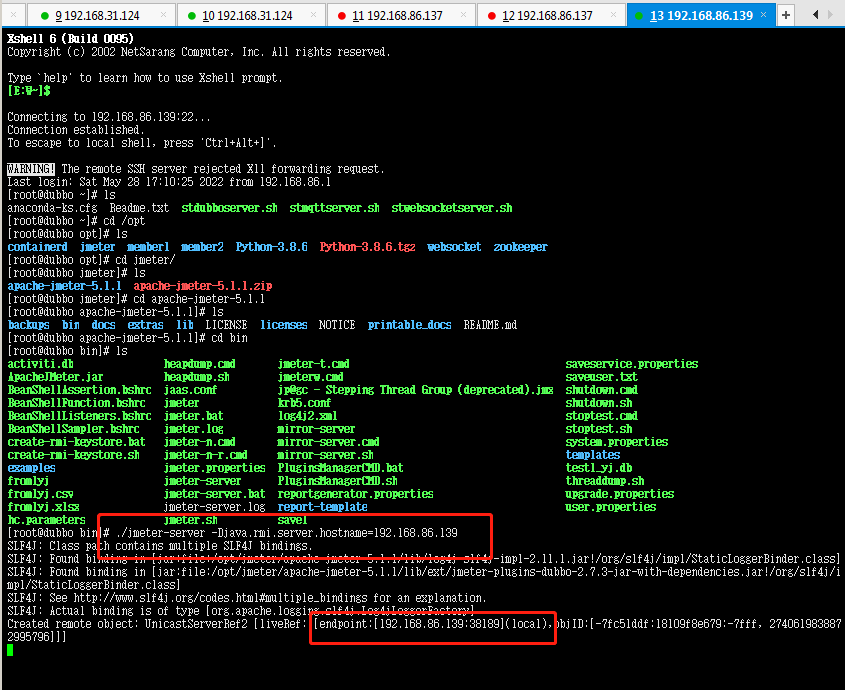 9 192.168.31.124 × 10 192.168.31.124 × 11 192.168.86.137 × 12 192.168.86.137 × 13 192.168.86.139 × +
Xshell 6 (Build 0095)
Copyright (c) 2002 NetSarang Computer, Inc. All rights reserved.
Type `help' to learn how to use Xshell prompt.
[E:\~]$
Connecting to 192.168.86.139:22...
Connection established.
To escape to local shell, press 'Ctrl+Alt+]'.
WARNING! The remote SSH server rejected X11 forwarding request.
Last login: Sat May 28 17:10:25 2022 from 192.168.86.1
[root@dubbo ~]# ls
anaconda-ks.cfg Readme.txt stdubboserver.sh stmqttserver.sh stwebsocketserver.sh
[root@dubbo ~]# cd /opt
[root@dubbo opt]# ls
containerd jmeter member1 member2 Python-3.8.6 Python-3.8.6.tgz websocket zookeeper
[root@dubbo opt]# cd jmeter/
[root@dubbo jmeter]# ls
apache-jmeter-5.1.1 apache-jmeter-5.1.1.zip
[root@dubbo jmeter]# cd apache-jmeter-5.1.1
[root@dubbo apache-jmeter-5.1.1]# ls
backups bin docs extras lib LICENSE licenses NOTICE printable_docs README.md
[root@dubbo apache-jmeter-5.1.1]# cd bin
[root@dubbo bin]# ls
activiti.db heapdump.cmd jmeter-t.cmd saveservice.properties
ApacheJMeter.jar heapdump.sh jmeterw.cmd saveuser.txt
BeanShellAssertion.bshrc jaas.conf jp@gc - Stepping Thread Group (deprecated).jmx shutdown.cmd
BeanShellFunction.bshrc jmeter krb5.conf shutdown.sh
BeanShellListeners.bshrc jmeter.bat log4j2.xml stoptest.cmd
BeanShellSampler.bshrc jmeter.log mirror-server stoptest.sh
create-rmi-keystore.bat jmeter-n.cmd mirror-server.cmd system.properties
create-rmi-keystore.sh jmeter-n-r.cmd mirror-server.sh templates
examples jmeter.properties PluginsManagerCMD.bat test1_yj.db
fromlyj jmeter-server PluginsManagerCMD.sh threaddump.sh
fromlyj.csv jmeter-server.bat reportgenerator.properties upgrade.properties
fromlyj.xlsx jmeter-server.log report-template user.properties
hc.parameters jmeter.sh save1
[root@dubbo bin]# ./jmeter-server -Djava.rmi.server.hostname=192.168.86.139
SLF4J: Class path contains multiple SLF4J bindings.
SLF4J: Found binding in [jar:file:/opt/jmeter/apache-jmeter-5.1.1/lib/log4j-slf4j-impl-2.11.1.jar!/org/slf4j/impl/StaticLoggerBinder.class]
SLF4J: Found binding in [jar:file:/opt/jmeter/apache-jmeter-5.1.1/lib/ext/jmeter-plugins-dubbo-2.7.3-jar-with-dependencies.jar!/org/slf4j/i
mpl/StaticLoggerBinder.class]
SLF4J: See http://www.slf4j.org/codes.html#multiple_bindings for an explanation.
SLF4J: Actual binding is of type [org.apache.logging.slf4j.Log4jLoggerFactory]
Created remote object: UnicastServerRef2 [liveRef: [endpoint:[192.168.86.139:38189](local),objID:[-7fc51ddf:18109f8e679:-7fff, 274061983887
2995796]]]